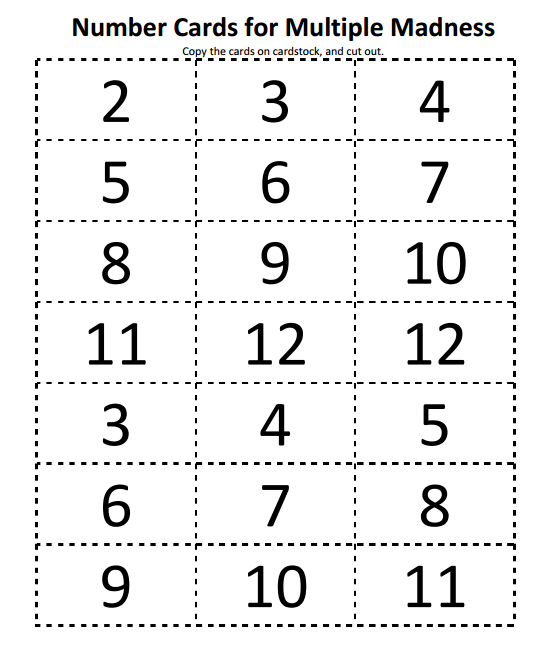 Number Cards for Multiple Madness
Copy the cards on cardstock, and cut out.
2 3 4
5 6 7
8 9 10
11 12 12
3 4 5
6 7 8
9 10 11